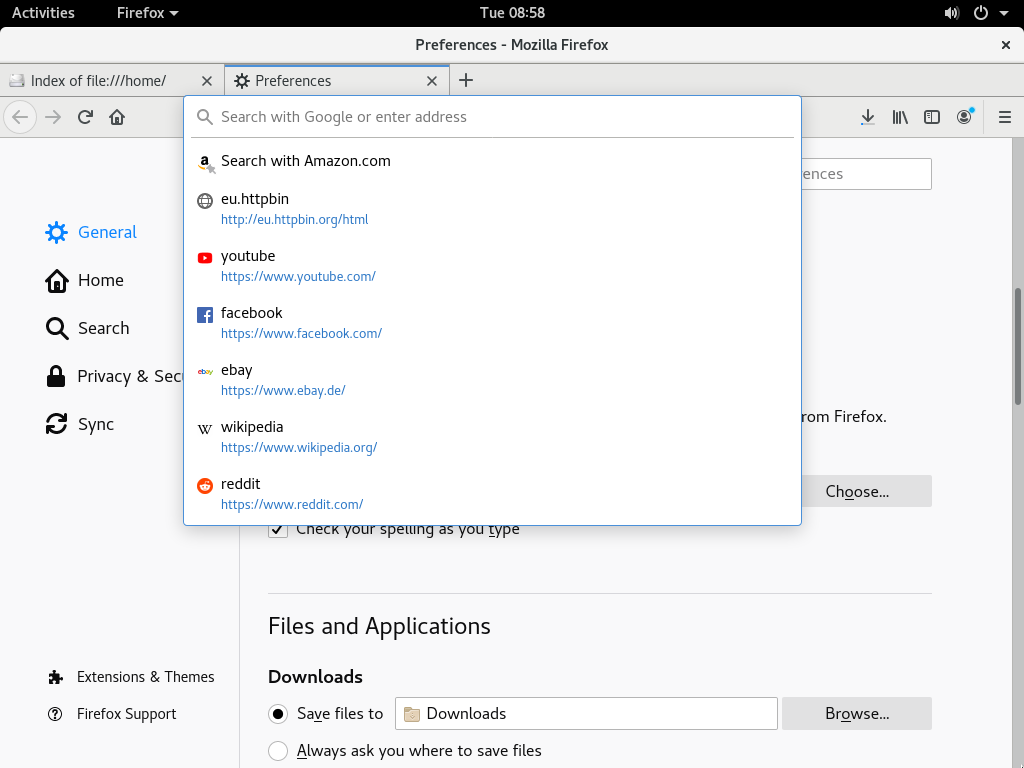 Activities Firefox Tue 08:58
Preferences - Mozilla Firefox
Index of file:///home/ Preferences
Search with Google or enter address
Search with Amazon.com
eu.httpbin
http://eu.httpbin.org/html
youtube
https://www.youtube.com/
facebook
https://www.facebook.com/
ebay
https://www.ebay.de/
wikipedia
https://www.wikipedia.org/
reddit
https://www.reddit.com/
ences
General
Home
Search
Privacy & Secu
Sync
rom Firefox.
Choose...
Check your spelling as you type
Files and Applications
Downloads
Save files to Downloads Browse...
Always ask you where to save files
Extensions & Themes
Firefox Support